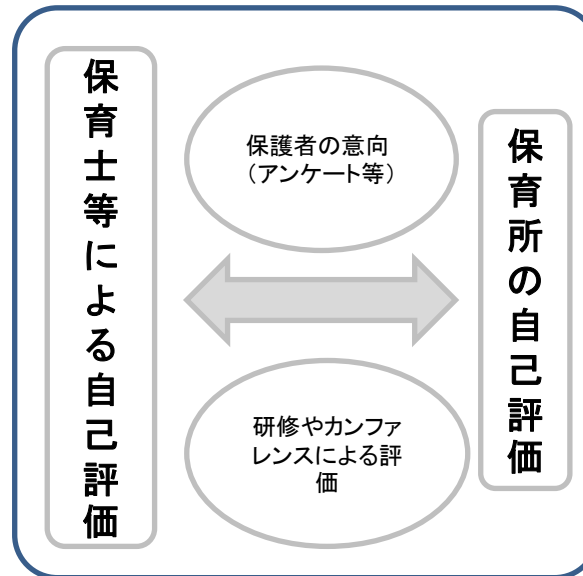 保育士等による自己評価
保護者の意向
（アンケート等）
研修やカンファ
レンスによる評
価
保育所の自己評価